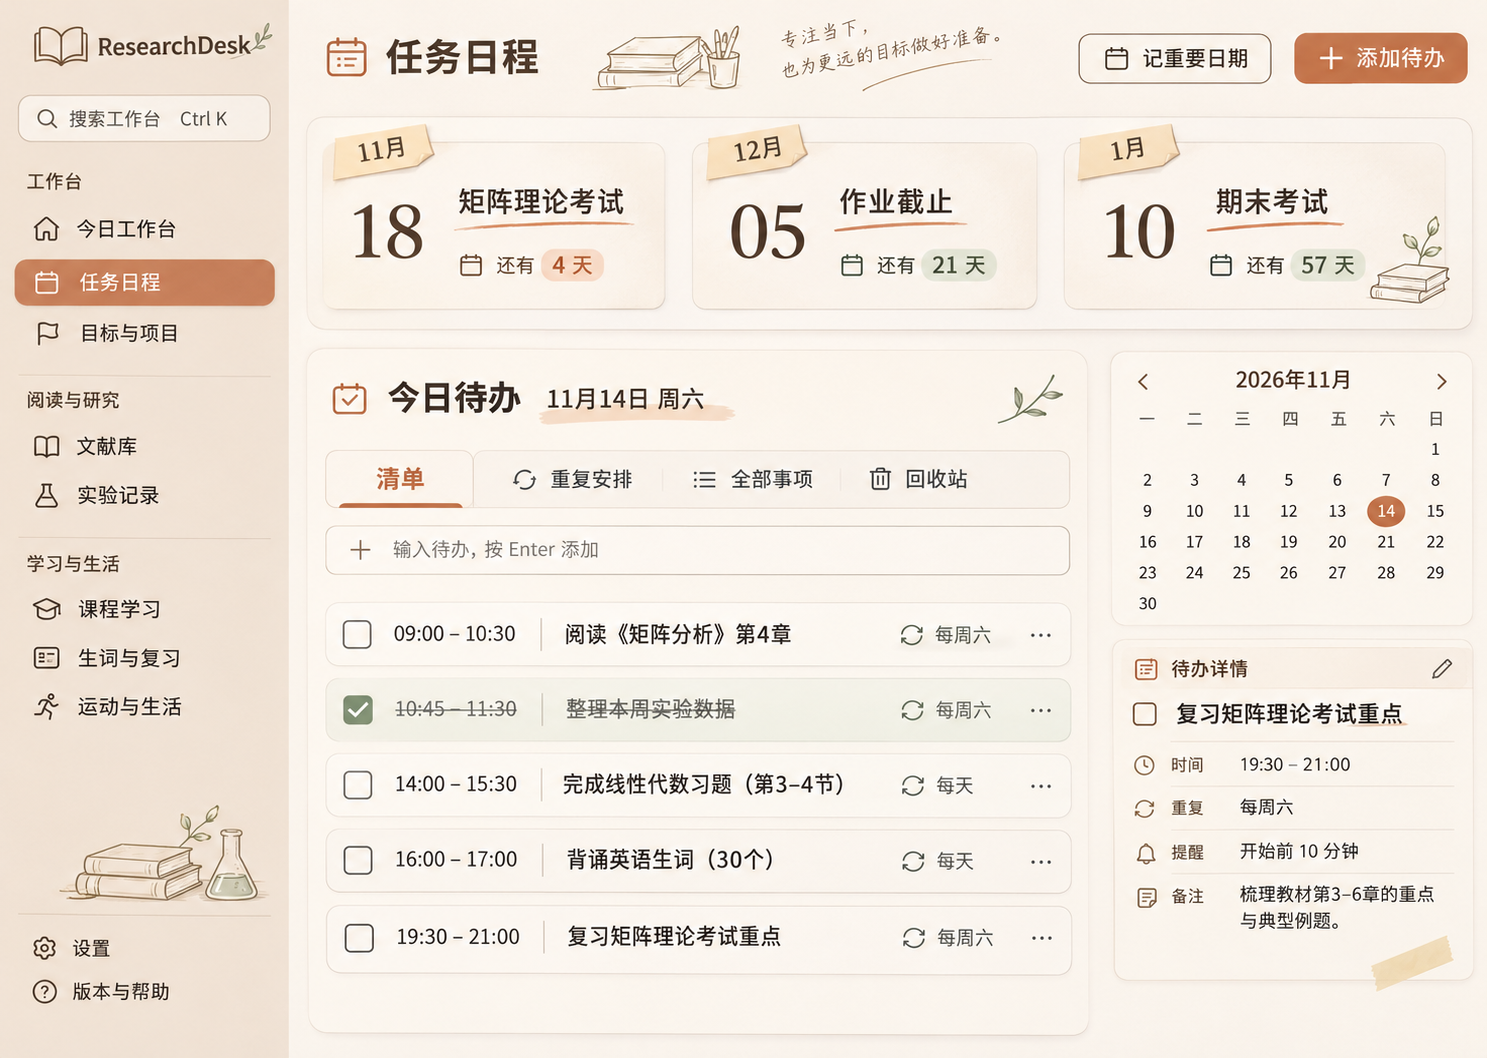 ResearchDesk
搜索工作台 Ctrl K
工作台
今日工作台
任务日程
目标与项目
阅读与研究
文献库
实验记录
学习与生活
课程学习
生词与复习
运动与生活
设置
版本与帮助
任务日程
专注当下，
也为更远的目标做好准备。
记重要日期
添加待办
11月
18
矩阵理论考试
还有 4 天
12月
05
作业截止
还有 21 天
1月
10
期末考试
还有 57 天
今日待办 11月14日 周六
清单 重复安排 全部事项 回收站
输入待办, 按 Enter 添加
09:00 – 10:30 阅读《矩阵分析》第4章 每周六
10:45 – 11:30 整理本周实验数据 每周六
14:00 – 15:30 完成线性代数习题（第3–4节） 每天
16:00 – 17:00 背诵英语生词（30个） 每天
19:30 – 21:00 复习矩阵理论考试重点 每周六
2026年11月
一 二 三 四 五 六 日
1
2 3 4 5 6 7 8
9 10 11 12 13 14 15
16 17 18 19 20 21 22
23 24 25 26 27 28 29
30
待办详情
复习矩阵理论考试重点
时间 19:30 – 21:00
重复 每周六
提醒 开始前 10 分钟
备注 梳理教材第3–6章的重点
与典型例题。